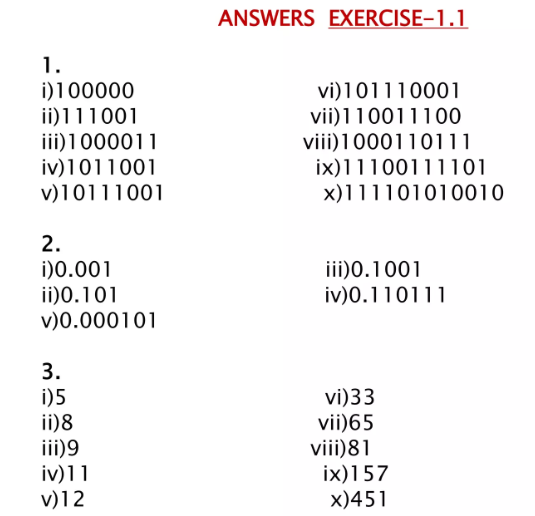 ANSWERS EXERCISE-1.1
1.
i)100000
vi)101110001
ii)111001
vii)110011100
iii)1000011
viii)1000110111
iv)1011001
ix)11100111101
v)10111001
x)111101010010
2.
i)0.001
iii)0.1001
ii)0.101
iv)0.110111
v)0.000101
3.
i)5
vi)33
ii)8
vii)65
iii)9
viii)81
iv)11
ix)157
v)12
x)451